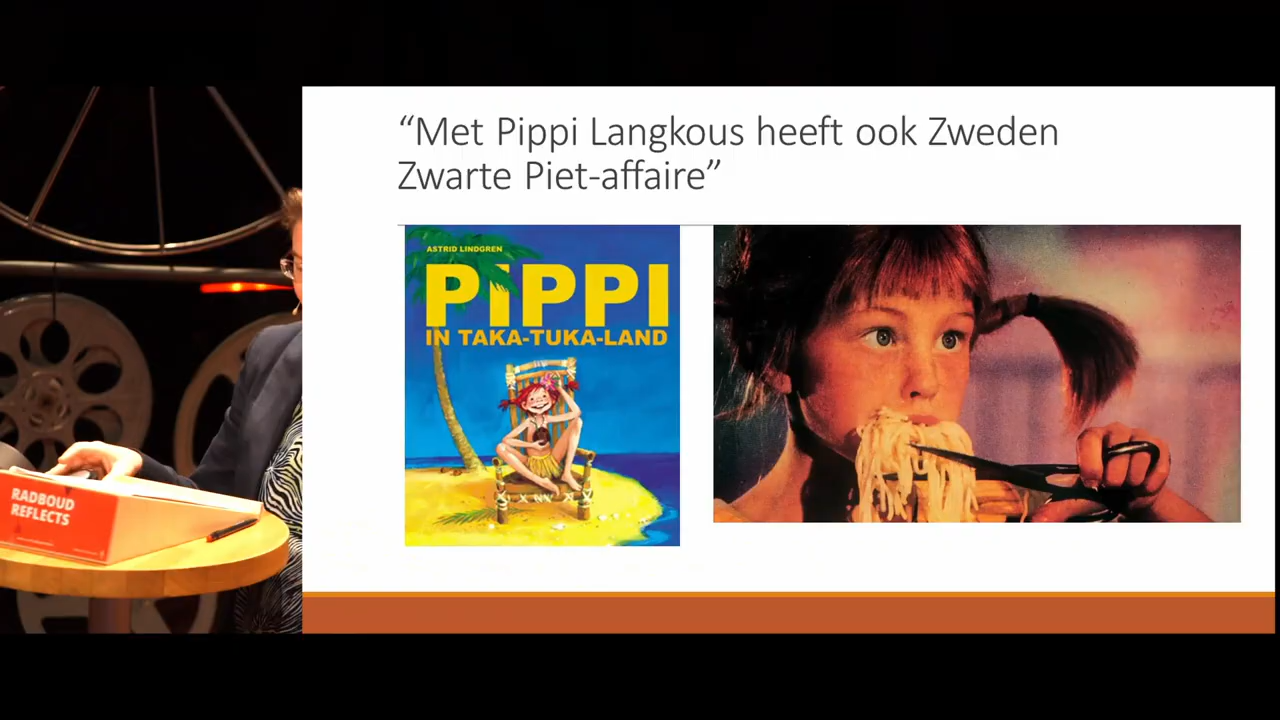 “Met Pippi Langkous heeft ook Zweden
Zwarte Piet-affaire”
ASTRID LINDGREN
PIPPI
IN TAKA-TUKA-LAND
RADBOUD
REFLECTS